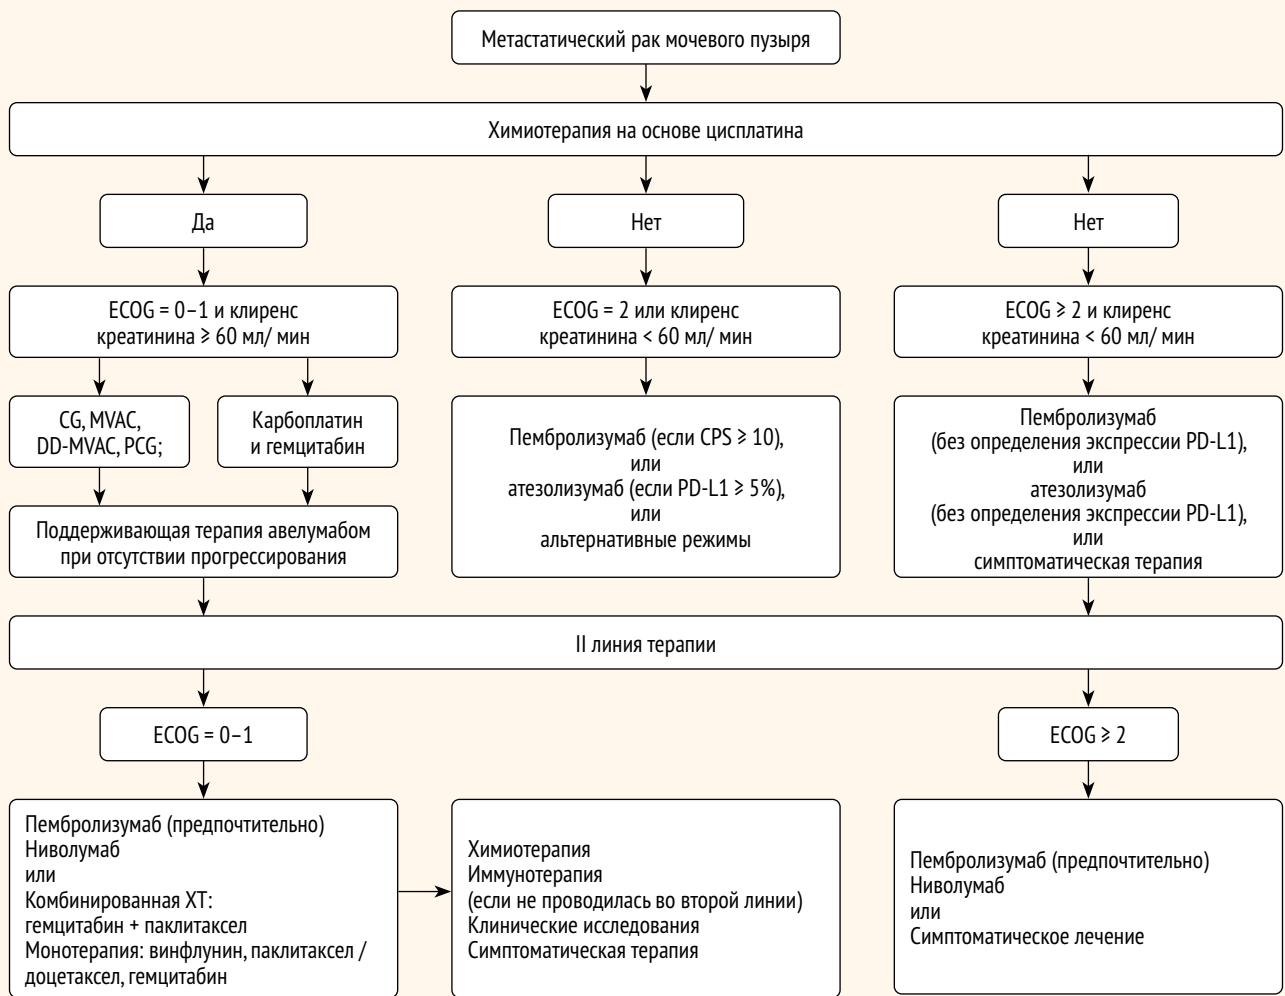 Метастатический рак мочевого пузыря
Химиотерапия на основе цисплатина
Да
Нет
Нет
ECOG = 0–1 и клиренс
креатинина ⩾ 60 мл/ мин
ECOG = 2 или клиренс
креатинина < 60 мл/ мин
ECOG ⩾ 2 и клиренс
креатинина < 60 мл/ мин
CG, MVAC,
DD-MVAC, PCG;
Карбоплатин
и гемцитабин
Пембролизумаб (если CPS ⩾ 10),
или
атезолизумаб (если PD-L1 ⩾ 5%),
или
альтернативные режимы
Пембролизумаб
(без определения экспрессии PD-L1),
или
атезолизумаб
(без определения экспрессии PD-L1),
или
симптоматическая терапия
Поддерживающая терапия авелумабом
при отсутствии прогрессирования
II линия терапии
ECOG = 0–1
ECOG ⩾ 2
Пембролизумаб (предпочтительно)
Ниволумаб
или
Комбинированная ХТ:
гемцитабин + паклитаксел
Монотерапия: винфлунин, паклитаксел /
доцетаксел, гемцитабин
Химиотерапия
Иммунотерапия
(если не проводилась во второй линии)
Клинические исследования
Симптоматическая терапия
Пембролизумаб (предпочтительно)
Ниволумаб
или
Симптоматическое лечение